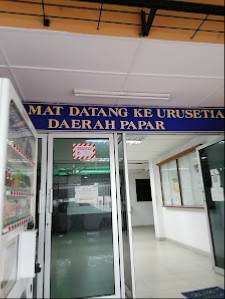 MAT DATANG KE URUSETIA
DAERAH PAPAR